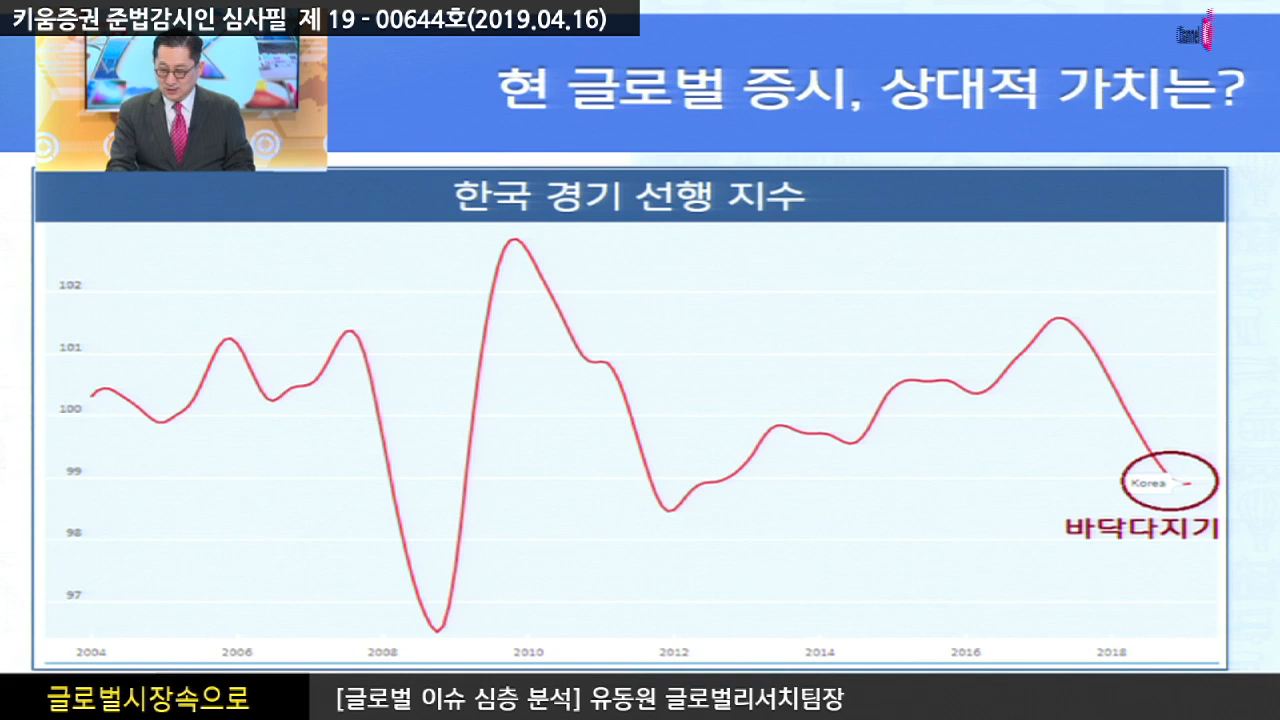 키움증권 준법감시인 심사필 제 19 - 00644호(2019.04.16)
현 글로벌 증시, 상대적 가치는?
한국 경기 선행 지수
102
101
100
99
98
97
Korea
바닥다지기
2004 2006 2008 2010 2012 2014 2016 2018
글로벌시장속으로
[글로벌 이슈 심층 분석] 유동원 글로벌리서치팀장